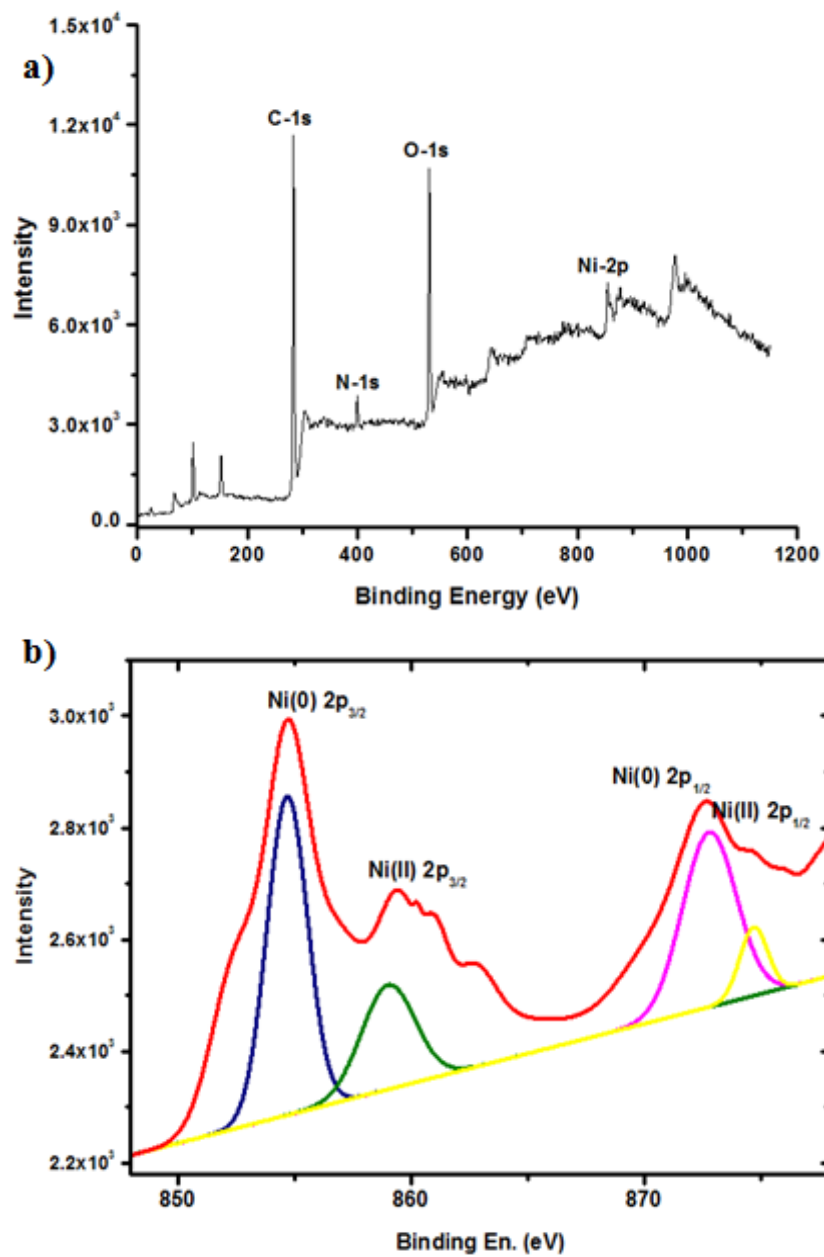 a)
1.5x10⁴
1.2x10⁴
9.0x10³
6.0x10³
3.0x10³
0.0
Intensity
C-1s
O-1s
N-1s
Ni-2p
0 200 400 600 800 1000 1200
Binding Energy (eV)
b)
3.0x10³
2.8x10³
2.6x10³
2.4x10³
2.2x10³
Intensity
Ni(0) 2p₃/₂
Ni(II) 2p₃/₂
Ni(0) 2p₁/₂
Ni(II) 2p₁/₂
850 860 870
Binding En. (eV)